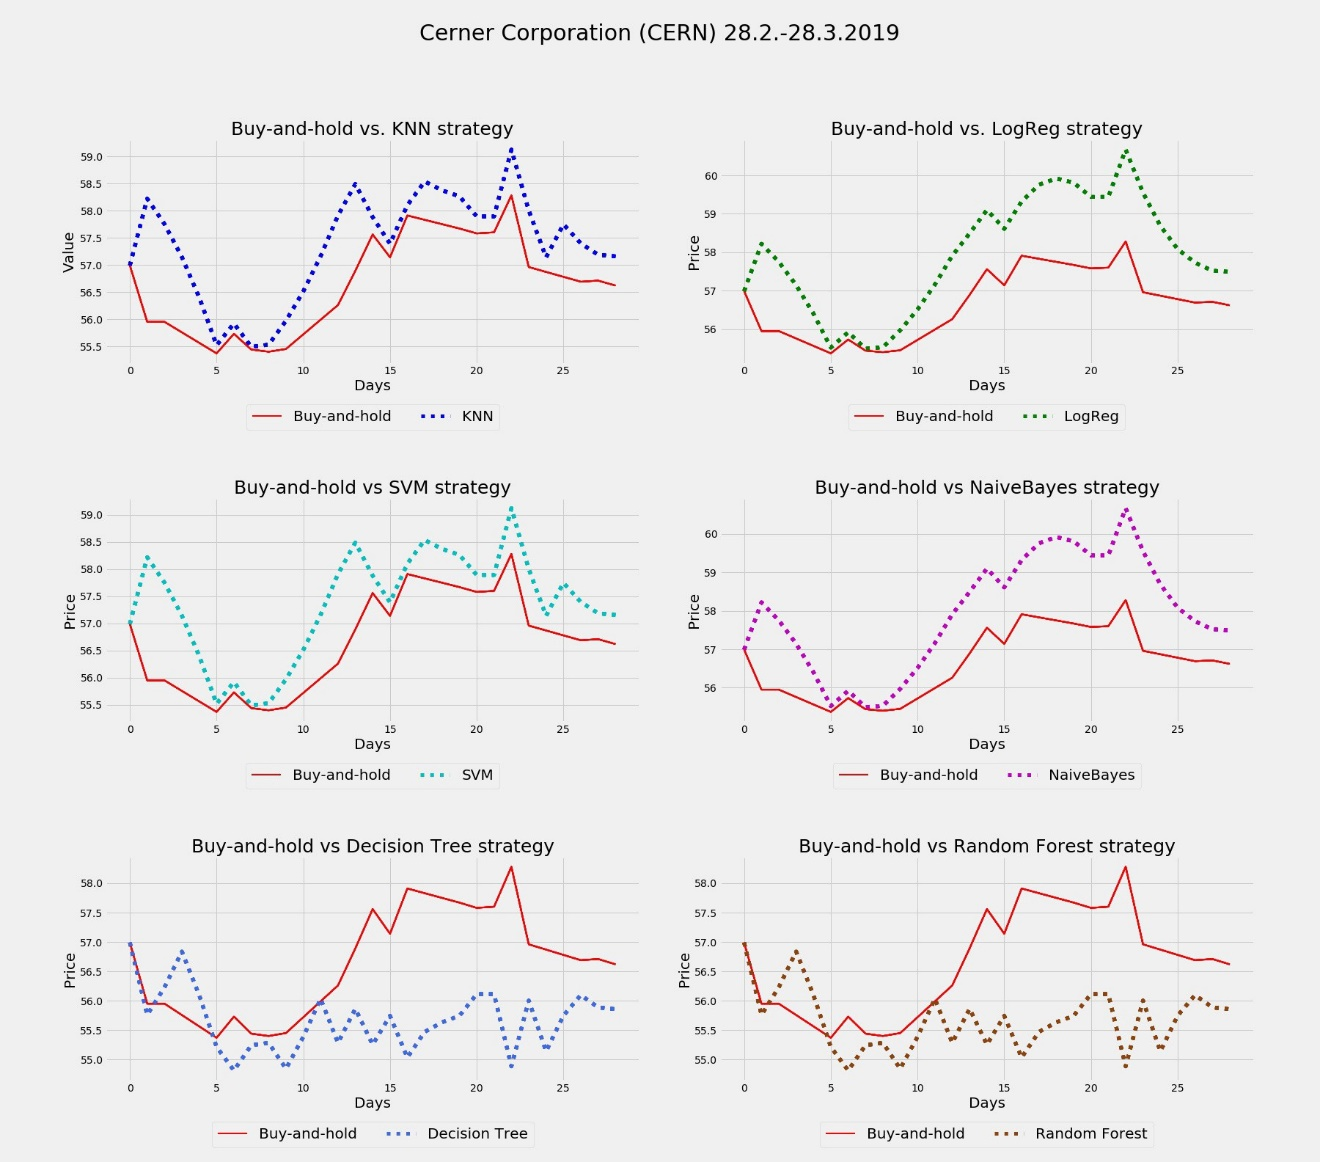 Cerner Corporation (CERN) 28.2.-28.3.2019
Buy-and-hold vs. KNN strategy
Value
59.0
58.5
58.0
57.5
57.0
56.5
56.0
55.5
0 5 10 15 20 25
Days
Buy-and-hold KNN
Buy-and-hold vs. LogReg strategy
Price
60
59
58
57
56
0 5 10 15 20 25
Days
Buy-and-hold LogReg
Buy-and-hold vs SVM strategy
Price
59.0
58.5
58.0
57.5
57.0
56.5
56.0
55.5
0 5 10 15 20 25
Days
Buy-and-hold SVM
Buy-and-hold vs NaiveBayes strategy
Price
60
59
58
57
56
0 5 10 15 20 25
Days
Buy-and-hold NaiveBayes
Buy-and-hold vs Decision Tree strategy
Price
58.0
57.5
57.0
56.5
56.0
55.5
55.0
0 5 10 15 20 25
Days
Buy-and-hold Decision Tree
Buy-and-hold vs Random Forest strategy
Price
58.0
57.5
57.0
56.5
56.0
55.5
55.0
0 5 10 15 20 25
Days
Buy-and-hold Random Forest